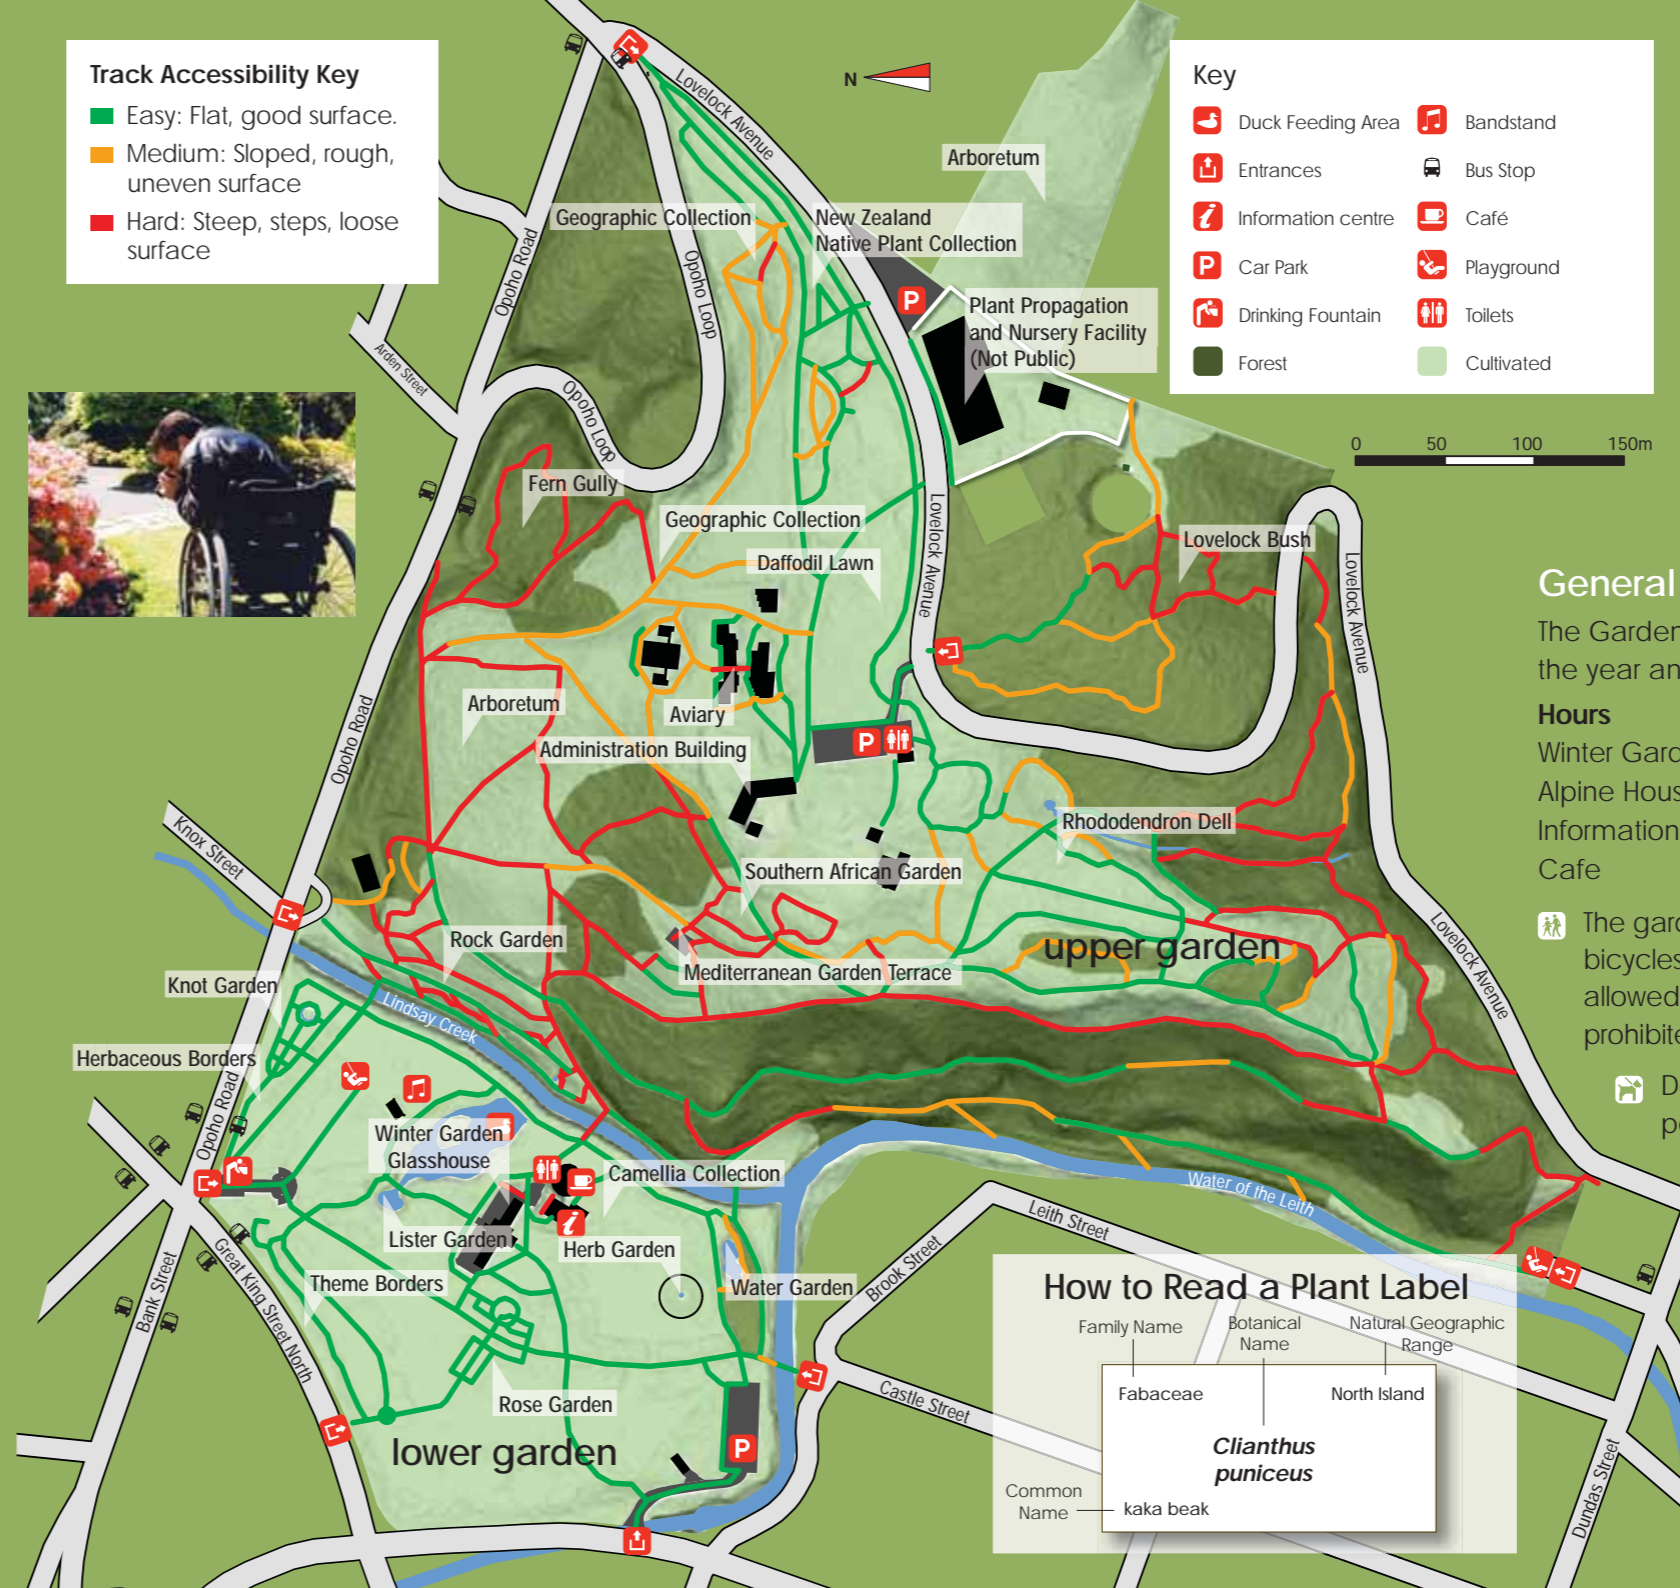 Track Accessibility Key
Easy: Flat, good surface.
Medium: Sloped, rough,
uneven surface
Hard: Steep, steps, loose
surface
N
Key
Duck Feeding Area
Bandstand
Entrances
Bus Stop
Information centre
Café
P
Car Park
Playground
Drinking Fountain
Toilets
Forest
Cultivated
0 50 100 150m
Lovelock Avenue
Arboretum
Geographic Collection
New Zealand
Native Plant Collection
Opoho Road
Opoho Loop
P
Plant Propagation
and Nursery Facility
(Not Public)
Arden Street
Opoho Loop
Fern Gully
Geographic Collection
Daffodil Lawn
Lovelock Avenue
Lovelock Bush
Lovelock Avenue
General
The Garden
the year an
Hours
Winter Gard
Alpine Hous
Information
Cafe
The gard
bicycles
allowed
prohibite
D
p
Arboretum
Aviary
Opoho Road
Administration Building
P
Rhododendron Dell
Knox Street
Southern African Garden
Rock Garden
upper garden
Mediterranean Garden Terrace
Lovelock Avenue
Knot Garden
Lindsay Creek
Herbaceous Borders
Opoho Road
Winter Garden
Glasshouse
Camellia Collection
Water of the Leith
Leith Street
Lister Garden
Herb Garden
Brook Street
Great King Street North
Bank Street
Theme Borders
Water Garden
Rose Garden
Castle Street
lower garden
P
Dundas Street
How to Read a Plant Label
Family Name
Botanical
Name
Natural Geographic
Range
Fabaceae
North Island
Clianthus
puniceus
Common
Name
kaka beak